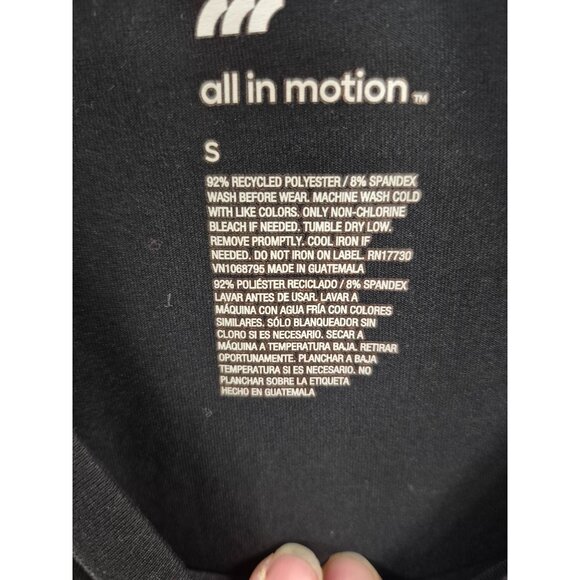 all in motion™
S
92% RECYCLED POLYESTER / 8% SPANDEX
WASH BEFORE WEAR. MACHINE WASH COLD
WITH LIKE COLORS. ONLY NON-CHLORINE
BLEACH IF NEEDED. TUMBLE DRY LOW.
REMOVE PROMPTLY. COOL IRON IF
NEEDED. DO NOT IRON ON LABEL. RN17730
VN1068795 MADE IN GUATEMALA
92% POLIÉSTER RECICLADO / 8% SPANDEX
LAVAR ANTES DE USAR. LAVAR A
MÁQUINA CON AGUA FRÍA CON COLORES
SIMILARES. SÓLO BLANQUEADOR SIN
CLORO SI ES NECESARIO. SECAR A
MÁQUINA A TEMPERATURA BAJA. RETIRAR
OPORTUNAMENTE. PLANCHAR A BAJA
TEMPERATURA SI ES NECESARIO. NO
PLANCHAR SOBRE LA ETIQUETA
HECHO EN GUATEMALA